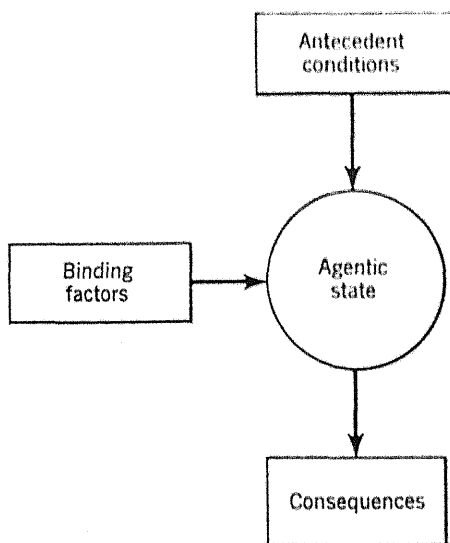 Antecedent
conditions
Binding
factors
Agentic
state
Consequences